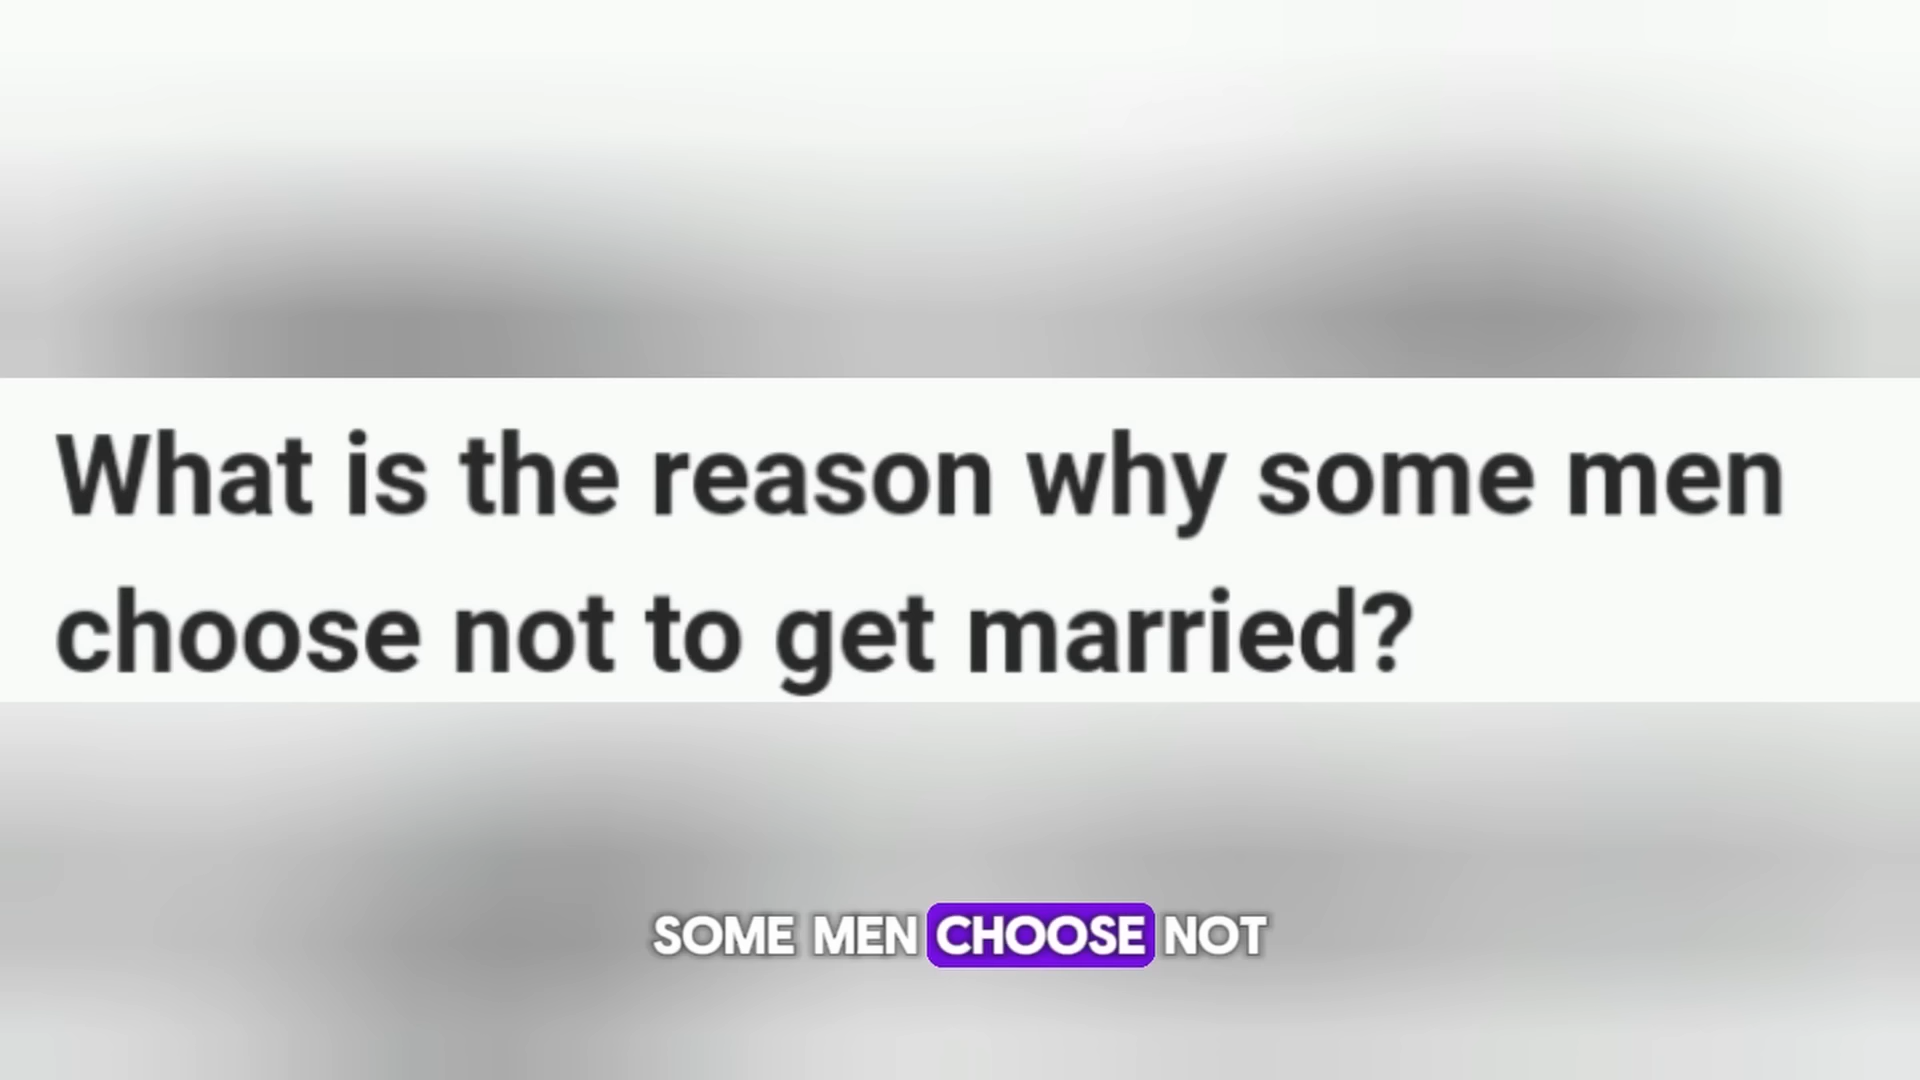 What is the reason why some men
choose not to get married?
SOME MEN CHOOSE NOT